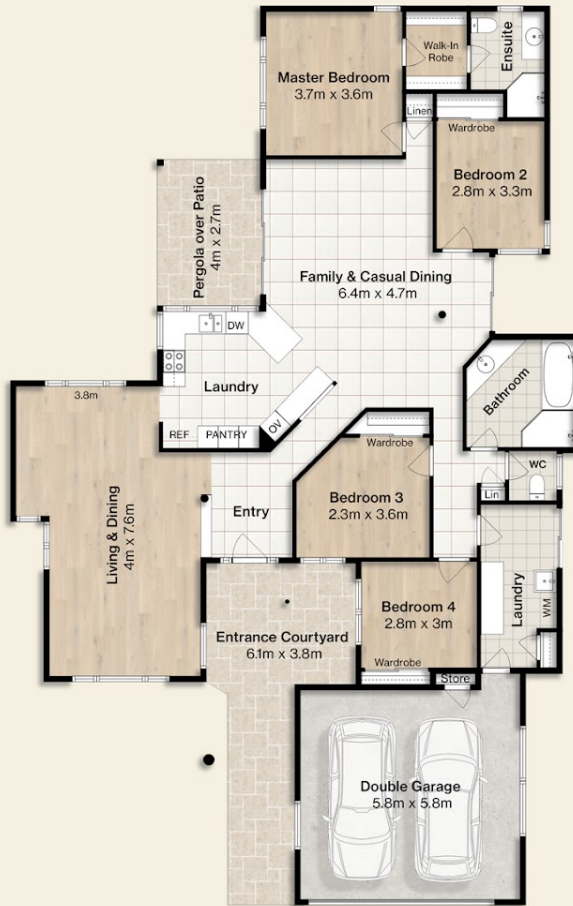 Master Bedroom
3.7m x 3.6m
Walk-In
Robe
Ensuite
Linen
Wardrobe
Bedroom 2
2.8m x 3.3m
Pergola over Patio
4m x 2.7m
Family & Casual Dining
6.4m x 4.7m
DW
Laundry
3.8m
REF
PANTRY
OV
Bathroom
Wardrobe
WC
Lin
Living & Dining
4m x 7.6m
Entry
Bedroom 3
2.3m x 3.6m
Laundry
WM
Entrance Courtyard
6.1m x 3.8m
Bedroom 4
2.8m x 3m
Wardrobe
Store
Double Garage
5.8m x 5.8m